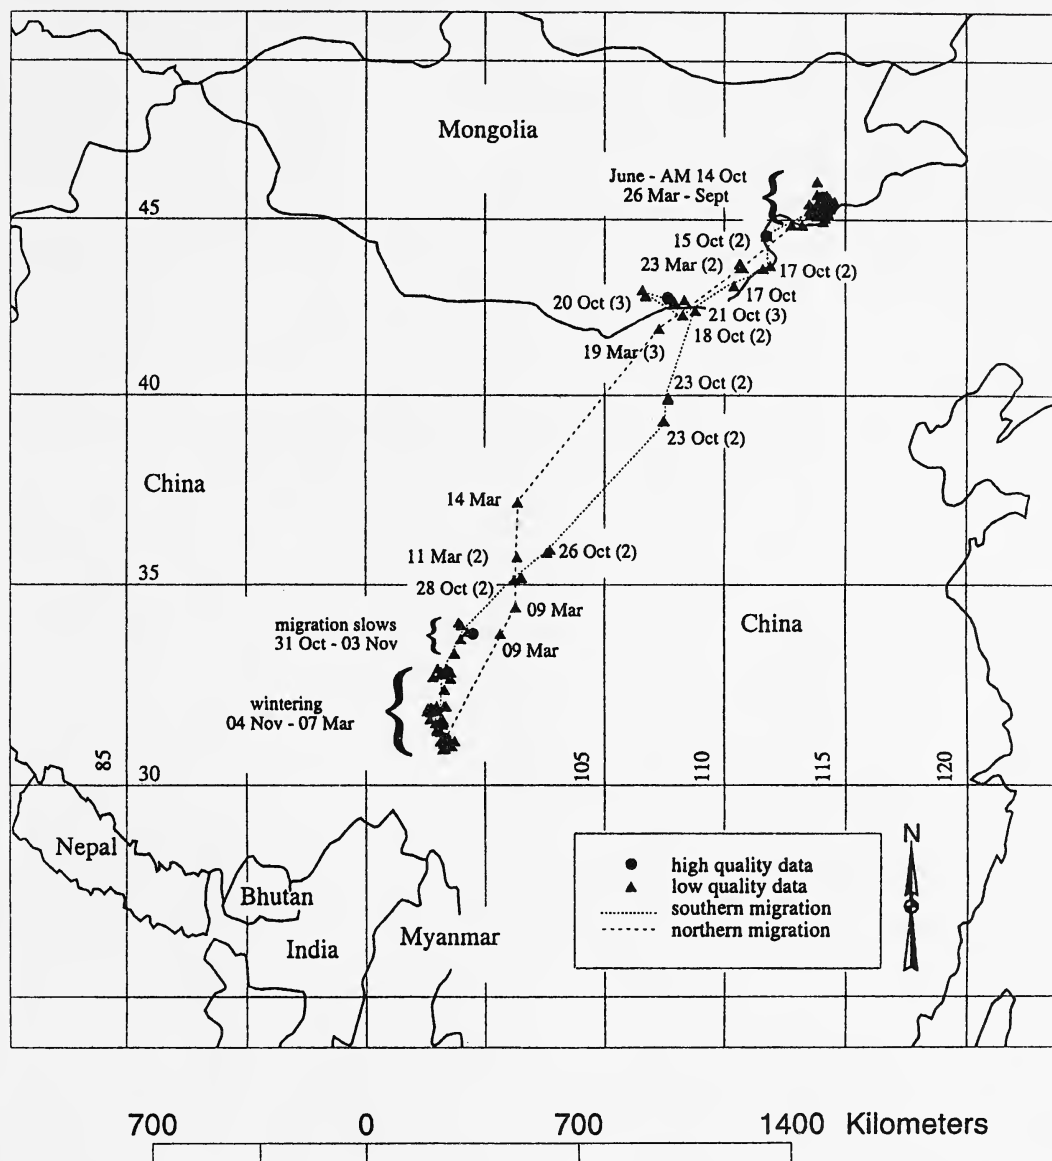 Mongolia
June - AM 14 Oct
26 Mar - Sept
45
15 Oct (2)
23 Mar (2)
17 Oct (2)
17 Oct
20 Oct (3)
21 Oct (3)
18 Oct (2)
19 Mar (3)
40
23 Oct (2)
23 Oct (2)
China
14 Mar
11 Mar (2)
26 Oct (2)
35
28 Oct (2)
09 Mar
migration slows
31 Oct - 03 Nov
China
09 Mar
wintering
04 Nov - 07 Mar
85
105
110
115
120
30
N
Nepal
Bhutan
India
Myanmar
high quality data
low quality data
southern migration
northern migration
700 0 700 1400 Kilometers